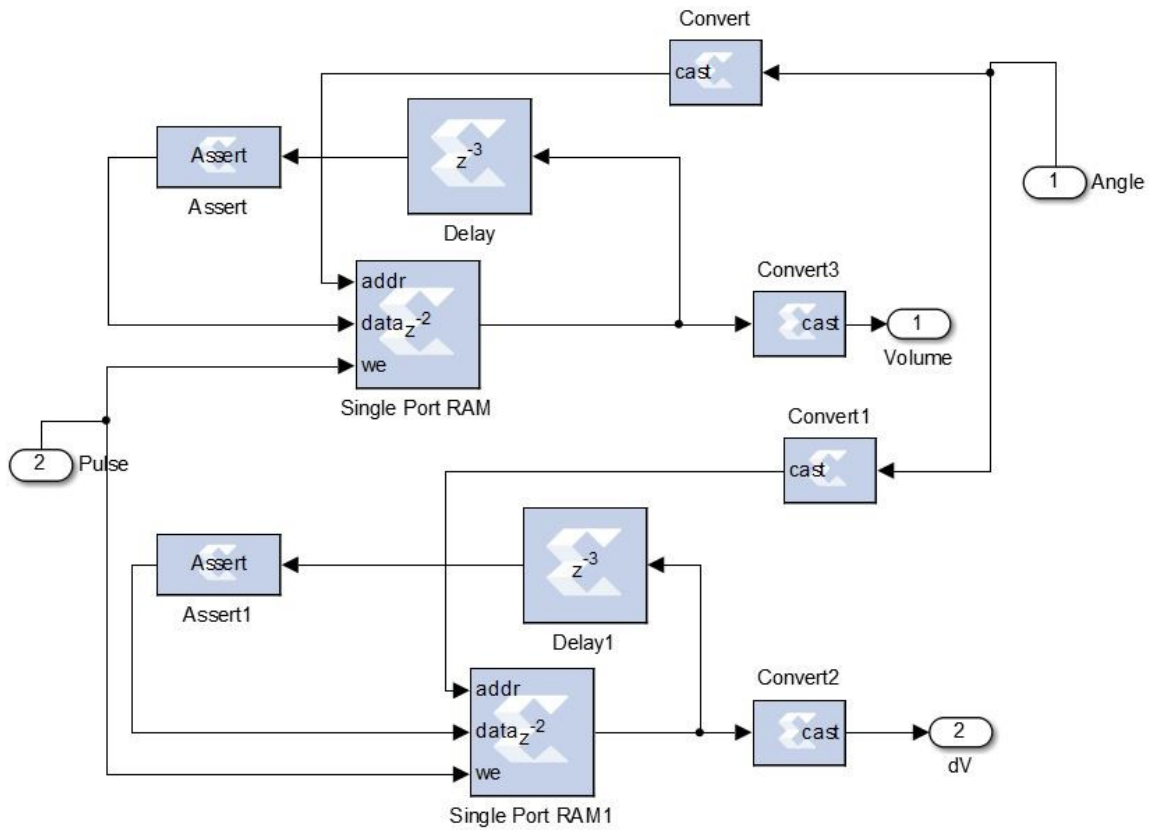 Convert
cast
Assert
Assert
z-3
Delay
1
Angle
addr
data
z-2
we
Single Port RAM
Convert3
cast
1
Volume
2
Pulse
Convert1
cast
Assert
Assert1
z-3
Delay1
addr
data
z-2
we
Single Port RAM1
Convert2
cast
2
dV